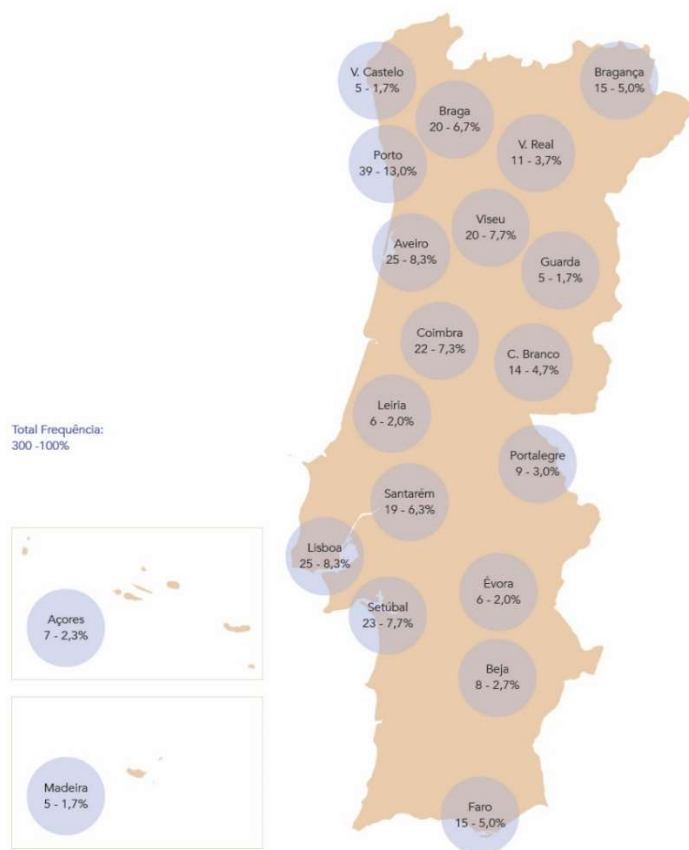 V. Castelo
5 - 1,7%
Bragança
15 - 5,0%
Braga
20 - 6,7%
V. Real
11 - 3,7%
Porto
39 - 13,0%
Viseu
20 - 7,7%
Aveiro
25 - 8,3%
Guarda
5 - 1,7%
Coimbra
22 - 7,3%
C. Branco
14 - 4,7%
Leiria
6 - 2,0%
Total Frequência:
300 -100%
Portalegre
9 - 3,0%
Santarém
19 - 6,3%
Lisboa
25 - 8,3%
Évora
6 - 2,0%
Setúbal
23 - 7,7%
Açores
7 - 2,3%
Beja
8 - 2,7%
Madeira
5 - 1,7%
Faro
15 - 5,0%